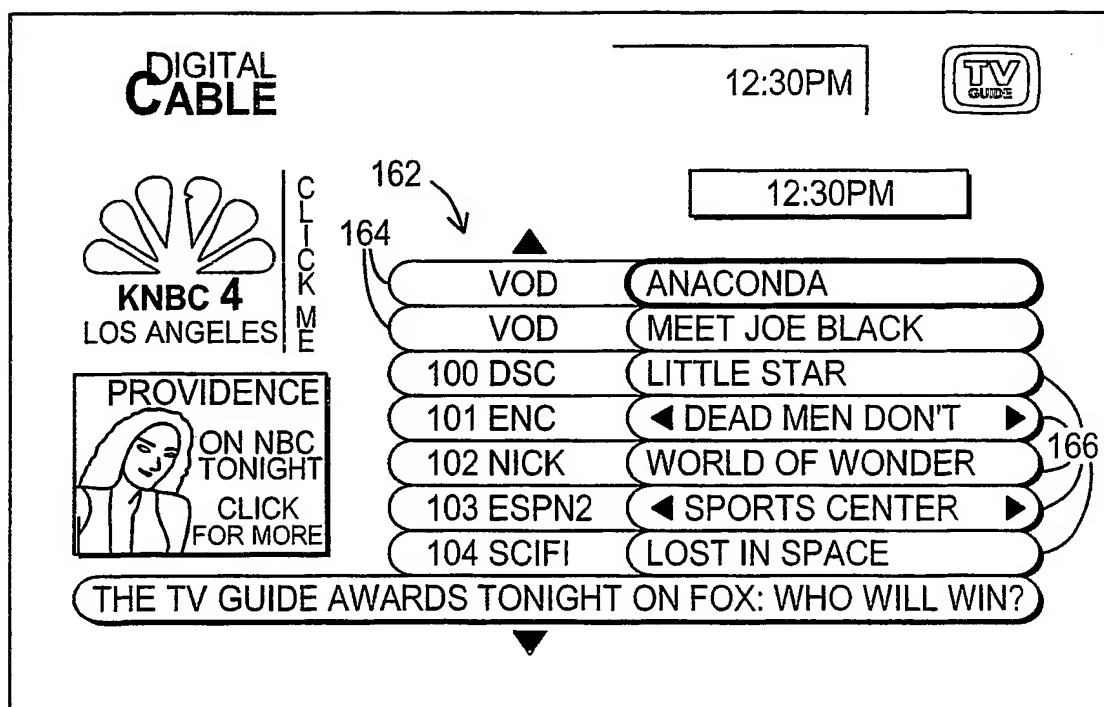 DIGITAL
CABLE
12:30PM
TV
GUIDE
KNBC 4
LOS ANGELES
CLICK ME
162
164
12:30PM
VOD ANACONDA
VOD MEET JOE BLACK
100 DSC LITTLE STAR
101 ENC DEAD MEN DON'T
102 NICK WORLD OF WONDER
103 ESPN2 SPORTS CENTER
104 SCIFI LOST IN SPACE
166
PROVIDENCE
ON NBC
TONIGHT
CLICK
FOR MORE
THE TV GUIDE AWARDS TONIGHT ON FOX: WHO WILL WIN?